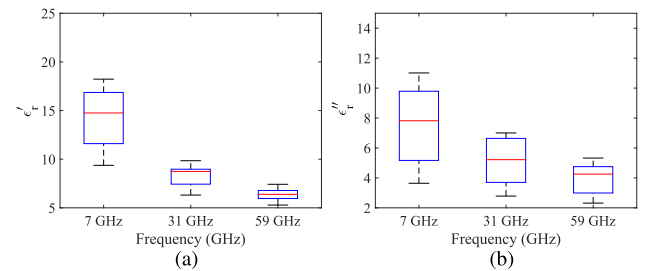 25
20
15
10
5
ϵ′r
7 GHz 31 GHz 59 GHz
Frequency (GHz)
(a)
14
12
10
8
6
4
2
ϵ″r
7 GHz 31 GHz 59 GHz
Frequency (GHz)
(b)